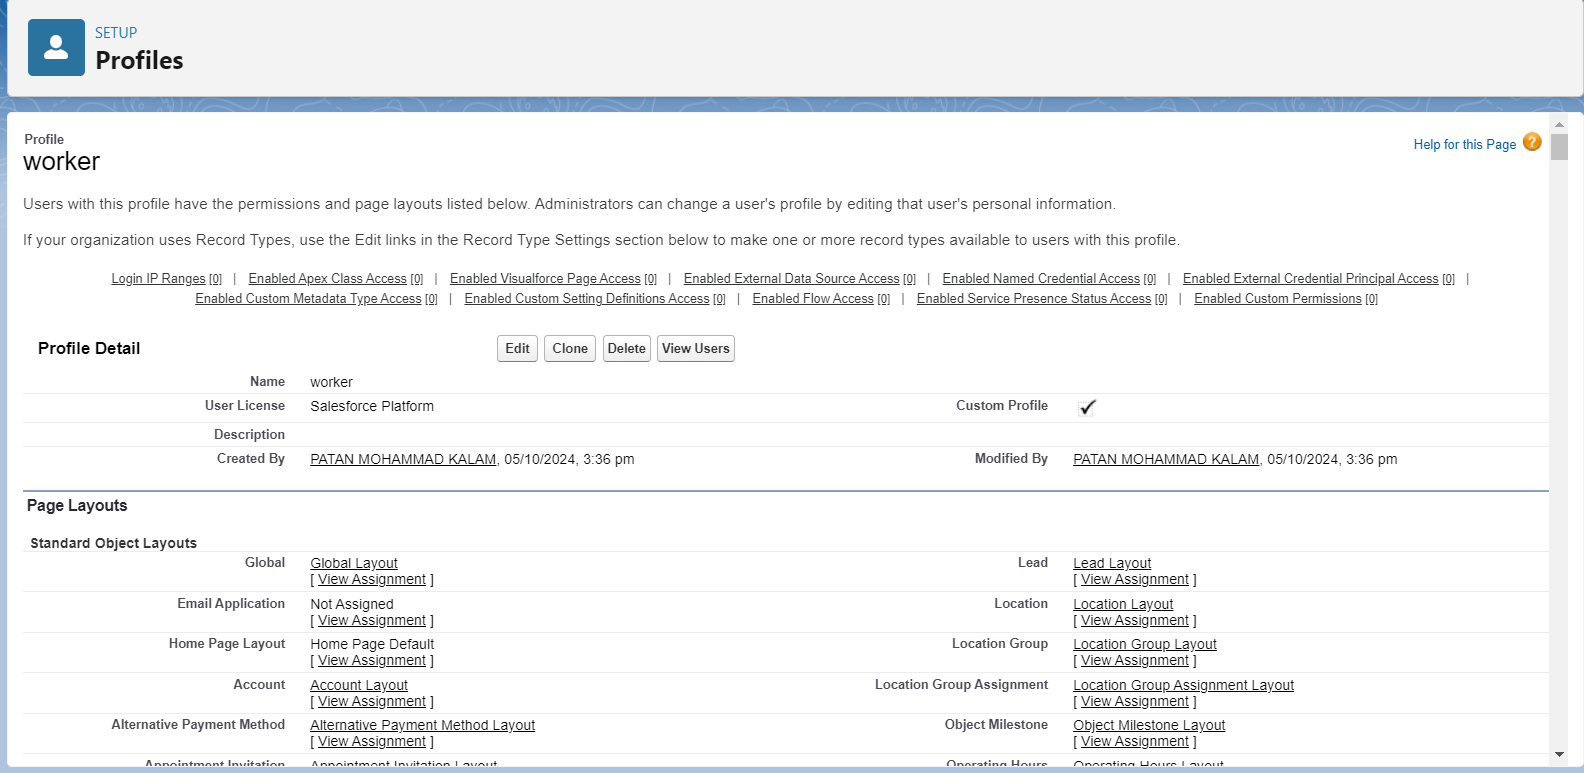 SETUP
Profiles
Profile
worker
Help for this Page ?
Users with this profile have the permissions and page layouts listed below. Administrators can change a user's profile by editing that user's personal information.
If your organization uses Record Types, use the Edit links in the Record Type Settings section below to make one or more record types available to users with this profile.
Login IP Ranges [0] | Enabled Apex Class Access [0] | Enabled Visualforce Page Access [0] | Enabled External Data Source Access [0] | Enabled Named Credential Access [0] | Enabled External Credential Principal Access [0] |
Enabled Custom Metadata Type Access [0] | Enabled Custom Setting Definitions Access [0] | Enabled Flow Access [0] | Enabled Service Presence Status Access [0] | Enabled Custom Permissions [0]
Profile Detail Edit Clone Delete View Users
Name worker
User License Salesforce Platform Custom Profile
Description
Created By PATAN MOHAMMAD KALAM, 05/10/2024, 3:36 pm Modified By PATAN MOHAMMAD KALAM, 05/10/2024, 3:36 pm
Page Layouts
Standard Object Layouts
Global Global Layout Lead Lead Layout
[ View Assignment ] [ View Assignment ]
Email Application Not Assigned Location Location Layout
[ View Assignment ] [ View Assignment ]
Home Page Layout Home Page Default Location Group Location Group Layout
[ View Assignment ] [ View Assignment ]
Account Account Layout Location Group Assignment Location Group Assignment Layout
[ View Assignment ] [ View Assignment ]
Alternative Payment Method Alternative Payment Method Layout Object Milestone Object Milestone Layout
[ View Assignment ] [ View Assignment ]
Appointment Invitation Appointment Invitation Layout Operating Hours Operating Hours Layout